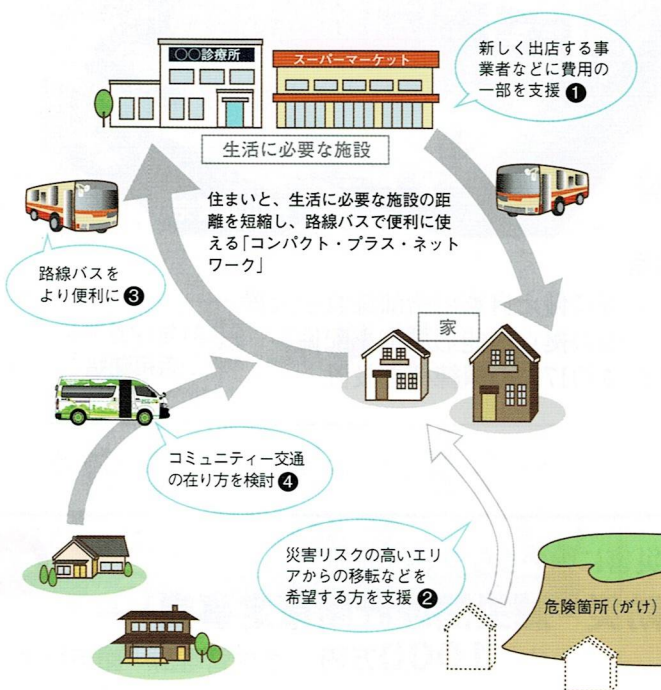 〇〇診療所
スーパーマーケット
新しく出店する事
業者などに費用の
一部を支援❶
生活に必要な施設
住まいと、生活に必要な施設の距
離を短縮し、路線バスで便利に使
える「コンパクト・プラス・ネット
ワーク」
路線バスを
より便利に❸
家
コミュニティー交通
の在り方を検討❹
災害リスクの高いエリ
アからの移転などを
希望する方を支援❷
危険箇所(がけ)